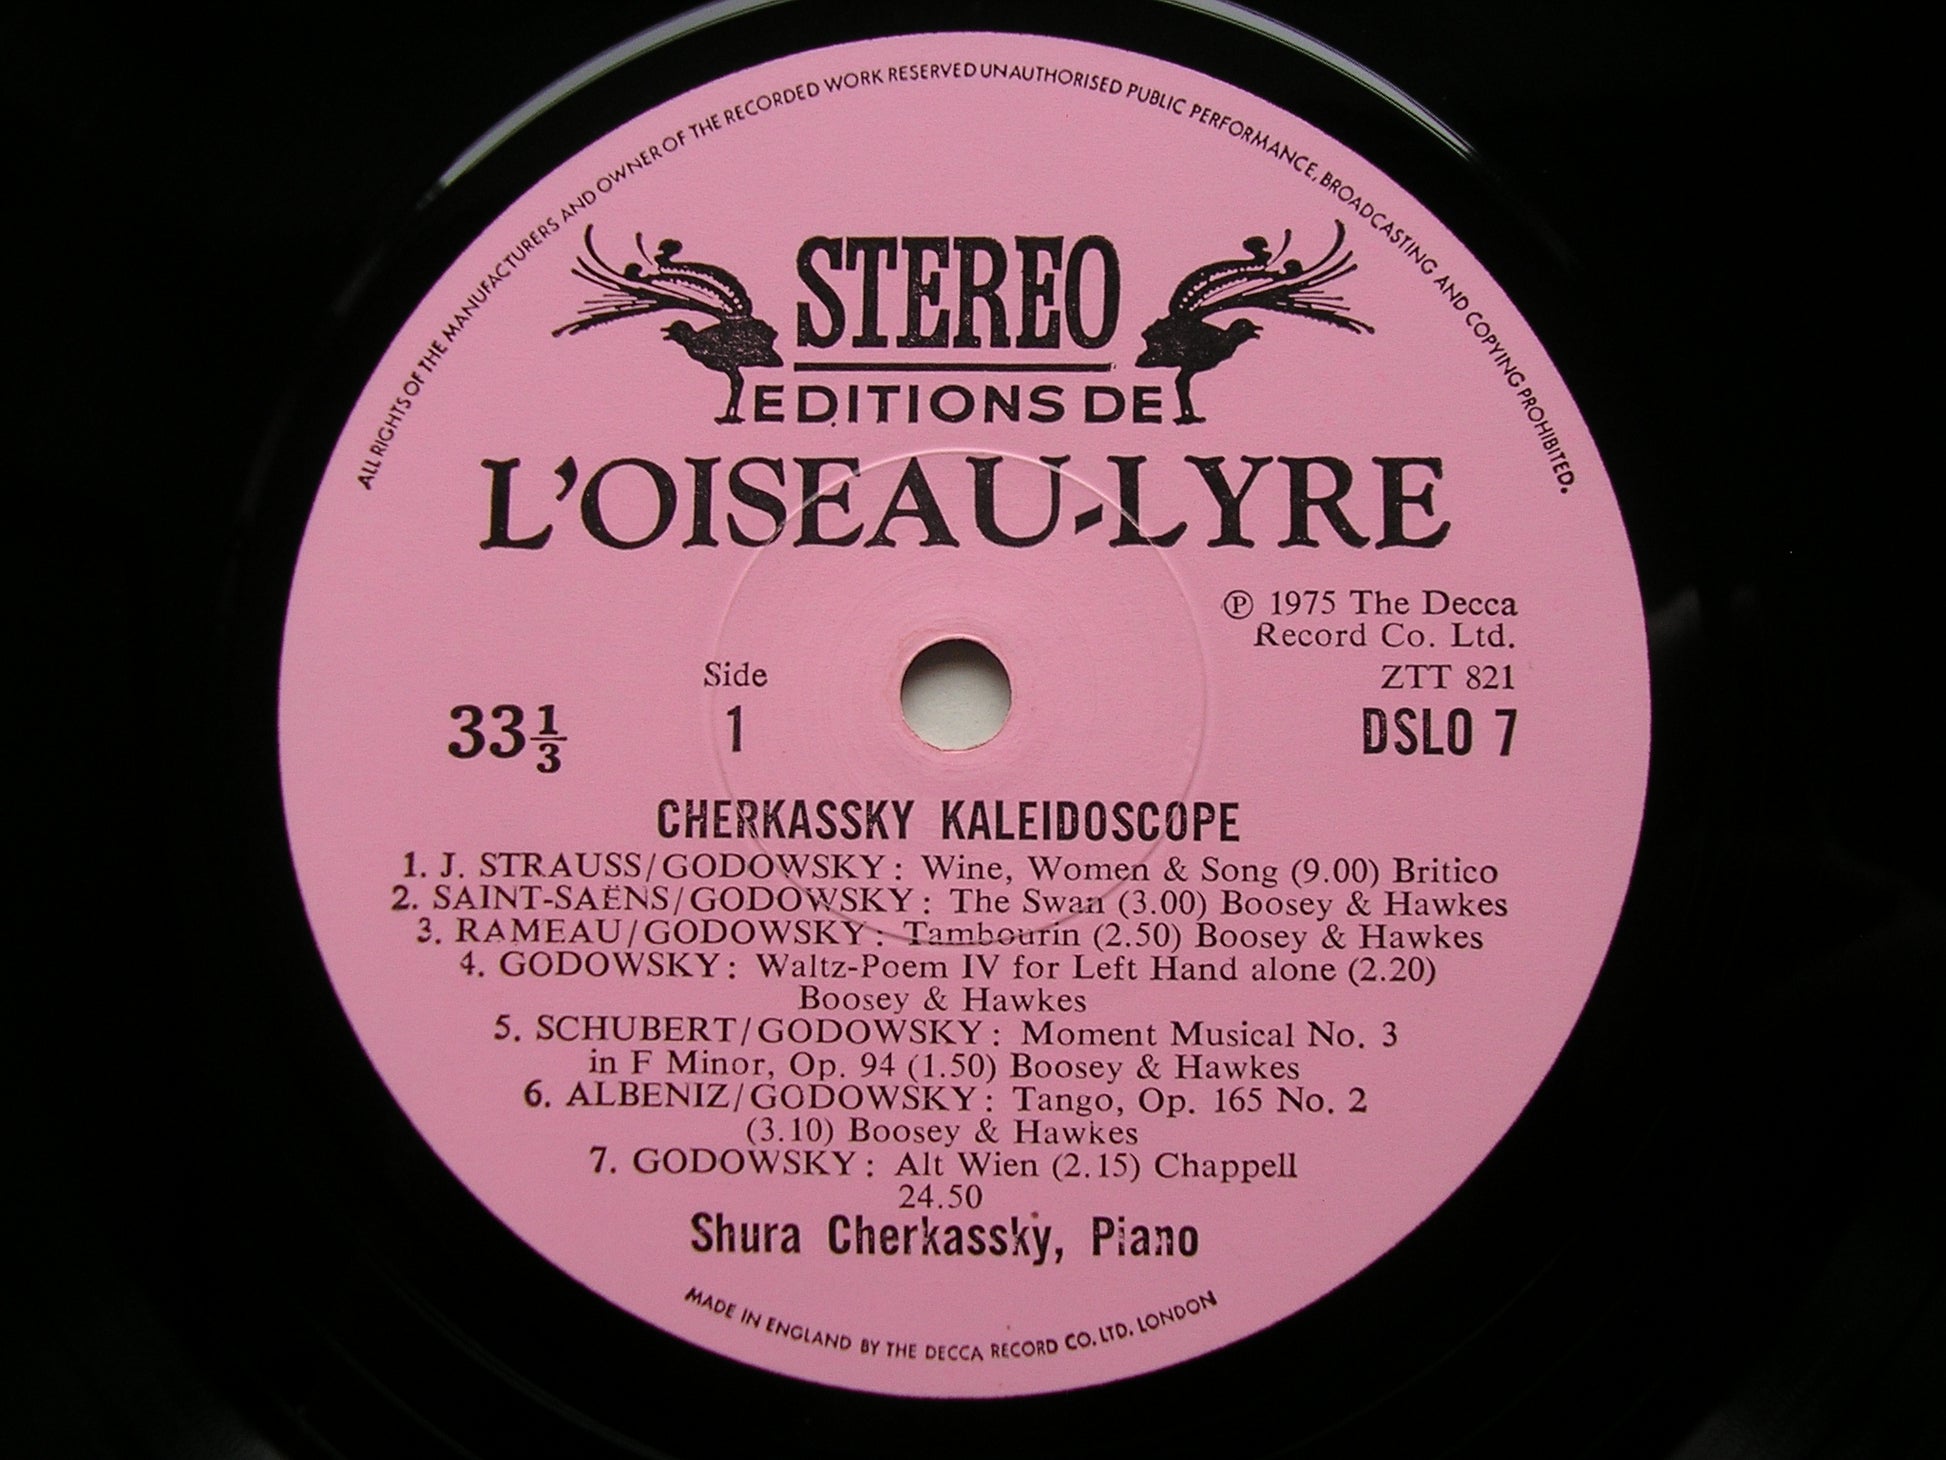 ALL RIGHTS OF THE MANUFACTURERS AND OWNER OF THE RECORDED WORK RESERVED UNAUTHORISED PUBLIC PERFORMANCE, BROADCASTING AND COPYING PROHIBITED.
STEREO
EDITIONS DE
L'OISEAU-LYRE
℗ 1975 The Decca
Record Co. Ltd.
Side
ZTT 821
33⅓
1
DSLO 7
CHERKASSKY KALEIDOSCOPE
1. J. STRAUSS/GODOWSKY: Wine, Women & Song (9.00) Britico
2. SAINT-SAËNS/GODOWSKY: The Swan (3.00) Boosey & Hawkes
3. RAMEAU/GODOWSKY: Tambourin (2.50) Boosey & Hawkes
4. GODOWSKY: Waltz-Poem IV for Left Hand alone (2.20)
Boosey & Hawkes
5. SCHUBERT/GODOWSKY: Moment Musical No. 3
in F Minor, Op. 94 (1.50) Boosey & Hawkes
6. ALBENIZ/GODOWSKY: Tango, Op. 165 No. 2
(3.10) Boosey & Hawkes
7. GODOWSKY: Alt Wien (2.15) Chappell
24.50
Shura Cherkassky, Piano
MADE IN ENGLAND BY THE DECCA RECORD CO. LTD. LONDON